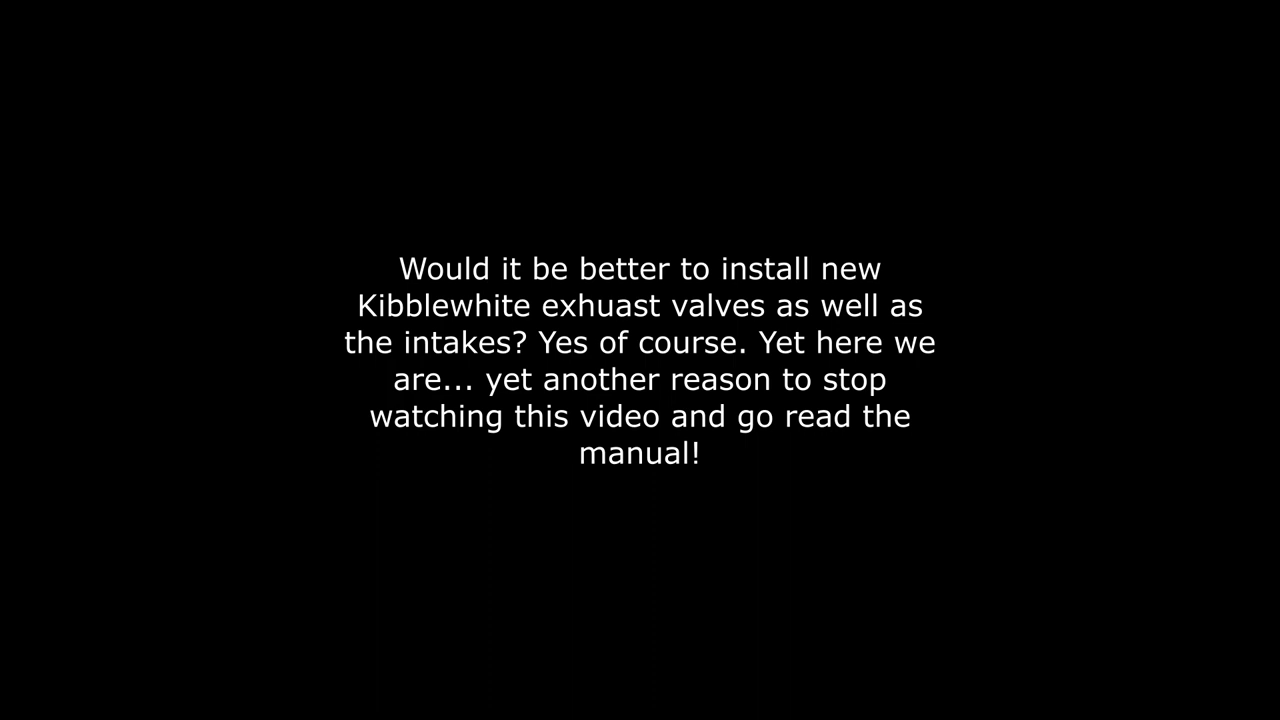 Would it be better to install new
Kibblewhite exhuast valves as well as
the intakes? Yes of course. Yet here we
are... yet another reason to stop
watching this video and go read the
manual!